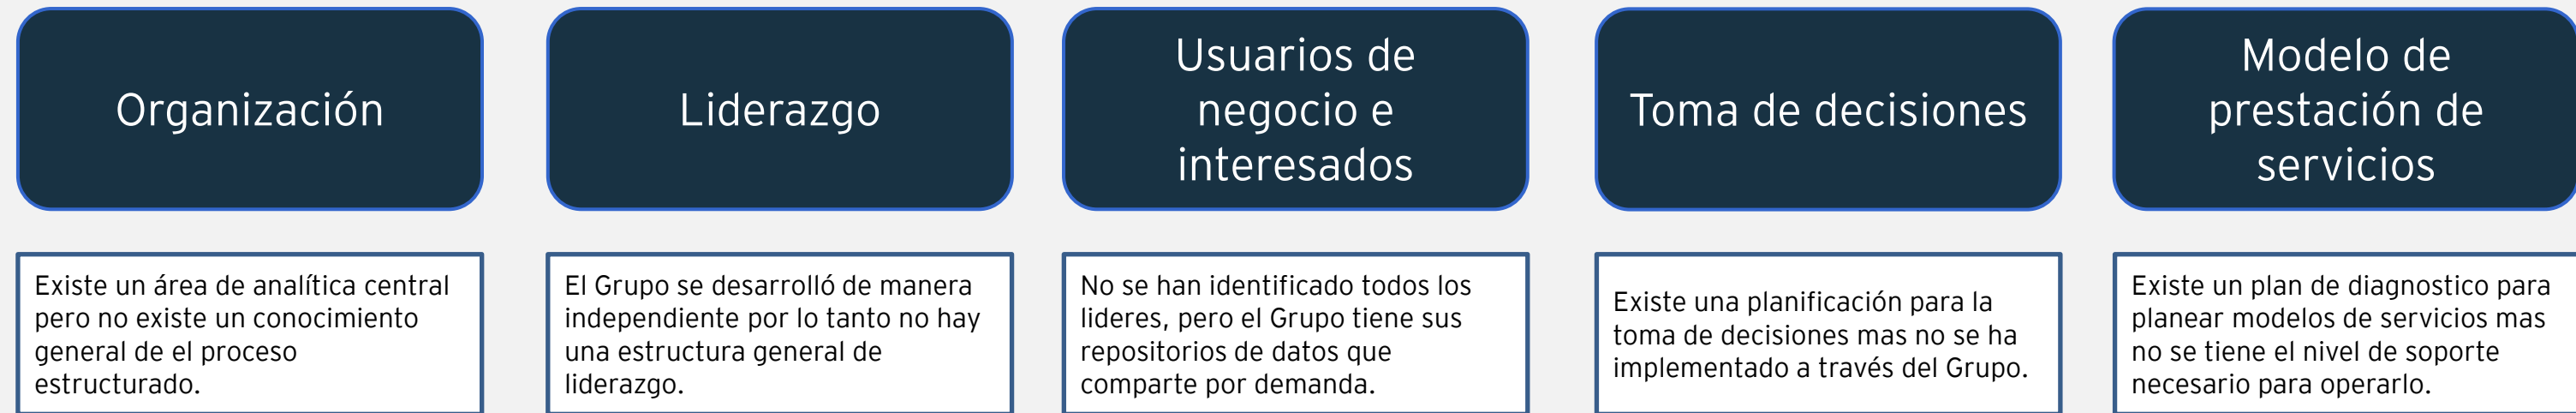 Organización
Liderazgo
Usuarios de
negocio e
interesados
Toma de decisiones
Modelo de
prestación de
servicios
Existe un área de analítica central
pero no existe un conocimiento
general de el proceso
estructurado.
El Grupo se desarrolló de manera
independiente por lo tanto no hay
una estructura general de
liderazgo.
No se han identificado todos los
lideres, pero el Grupo tiene sus
repositorios de datos que
comparte por demanda.
Existe una planificación para la
toma de decisiones mas no se ha
implementado a través del Grupo.
Existe un plan de diagnostico para
planear modelos de servicios mas
no se tiene el nivel de soporte
necesario para operarlo.